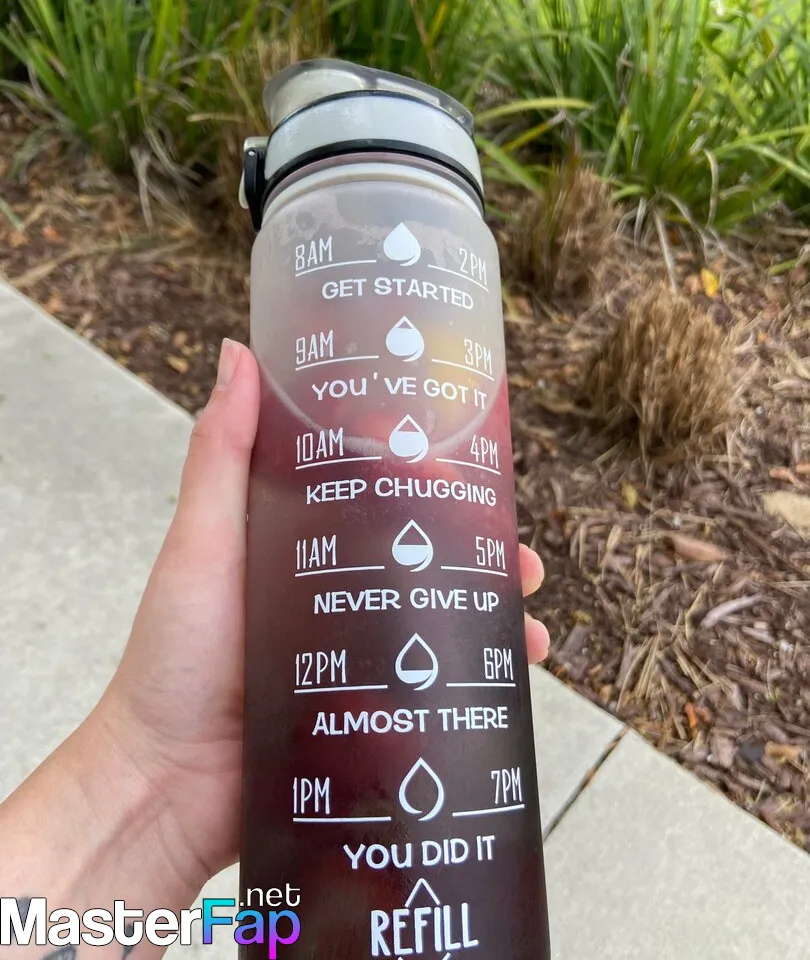 8AM 2PM
GET STARTED
9AM 3PM
YOU'VE GOT IT
10AM 4PM
KEEP CHUGGING
11AM 5PM
NEVER GIVE UP
12PM 6PM
ALMOST THERE
1PM 7PM
YOU DID IT
REFILL
MasterFap.net